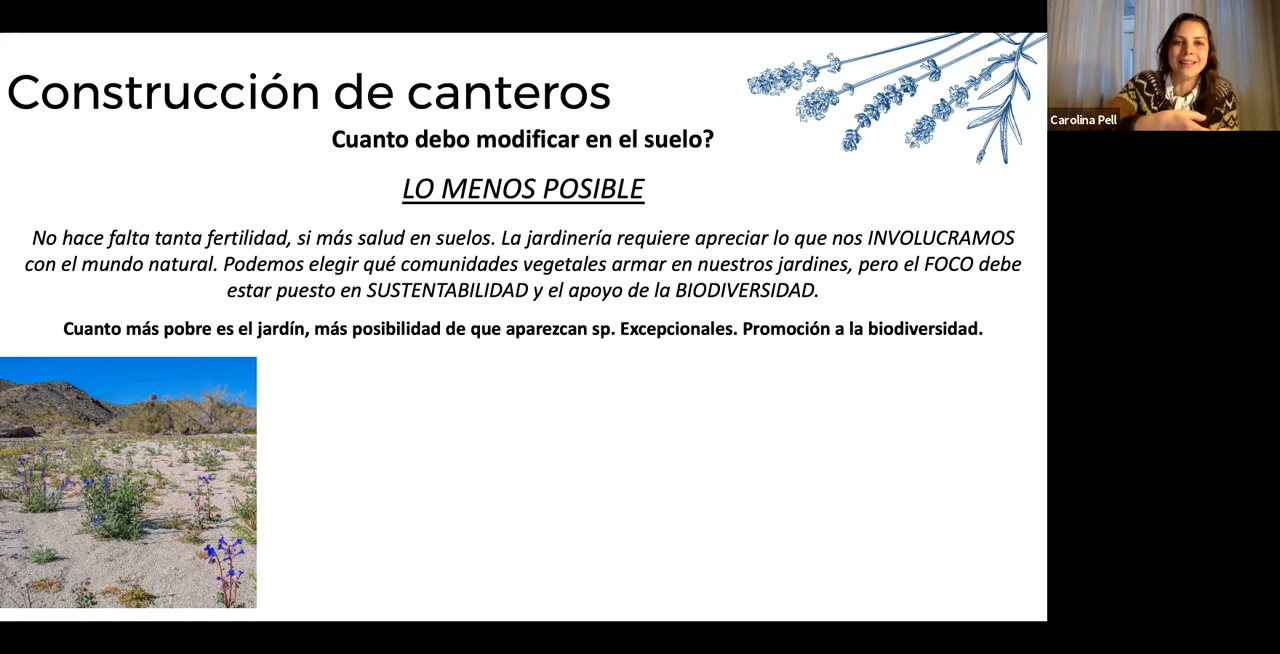 Construcción de canteros
Cuanto debo modificar en el suelo?
LO MENOS POSIBLE
No hace falta tanta fertilidad, si más salud en suelos. La jardinería requiere apreciar lo que nos INVOLUCRAMOS
con el mundo natural. Podemos elegir qué comunidades vegetales armar en nuestros jardines, pero el FOCO debe
estar puesto en SUSTENTABILIDAD y el apoyo de la BIODIVERSIDAD.
Cuanto más pobre es el jardín, más posibilidad de que aparezcan sp. Excepcionales. Promoción a la biodiversidad.
Carolina Pell